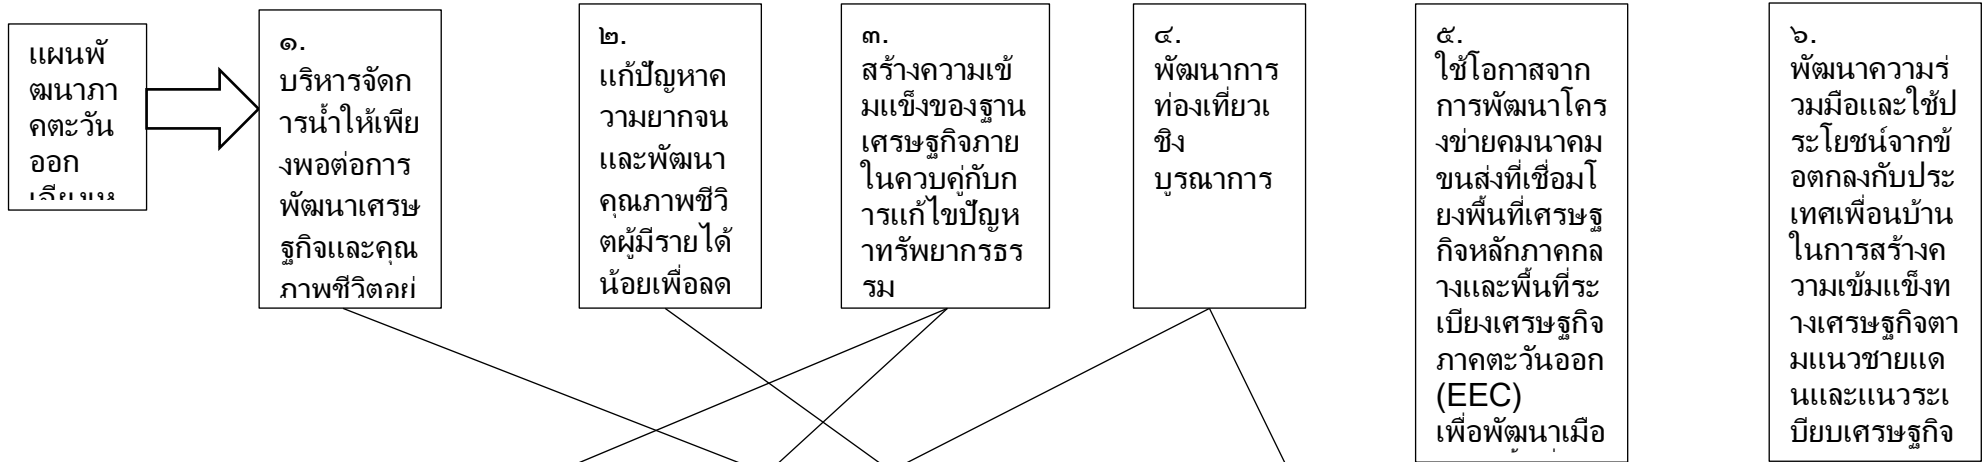 แผนพั
ฒนาภา
คตะวัน
ออก
๑.
บริหารจัดก
ารน้ำให้เพีย
งพอต่อการ
พัฒนาเศรษ
ฐกิจและคุณ
ภาพชีวิตอย่
๒.
แก้ปัญหาค
วามยากจน
และพัฒนา
คุณภาพชีวิ
ตผู้มีรายได้
น้อยเพื่อลด
๓.
สร้างความเข้
มแข็งของฐาน
เศรษฐกิจภาย
ในควบคู่กับก
ารแก้ไขปัญห
าทรัพยากรธร
รม
๔.
พัฒนาการ
ท่องเที่ยวเ
ชิง
บูรณาการ
๕.
ใช้โอกาสจาก
การพัฒนาโคร
งข่ายคมนาคม
ขนส่งที่เชื่อมโ
ยงพื้นที่เศรษฐ
กิจหลักภาคกล
างและพื้นที่ระ
เบียงเศรษฐกิจ
ภาคตะวันออก
(EEC)
เพื่อพัฒนาเมือ
๖.
พัฒนาความร่
วมมือและใช้ป
ระโยชน์จากข้
อตกลงกับประ
เทศเพื่อนบ้าน
ในการสร้างค
วามเข้มแข็งท
างเศรษฐกิจตา
มแนวชายแด
นและแนวระเ
บียบเศรษฐกิจ